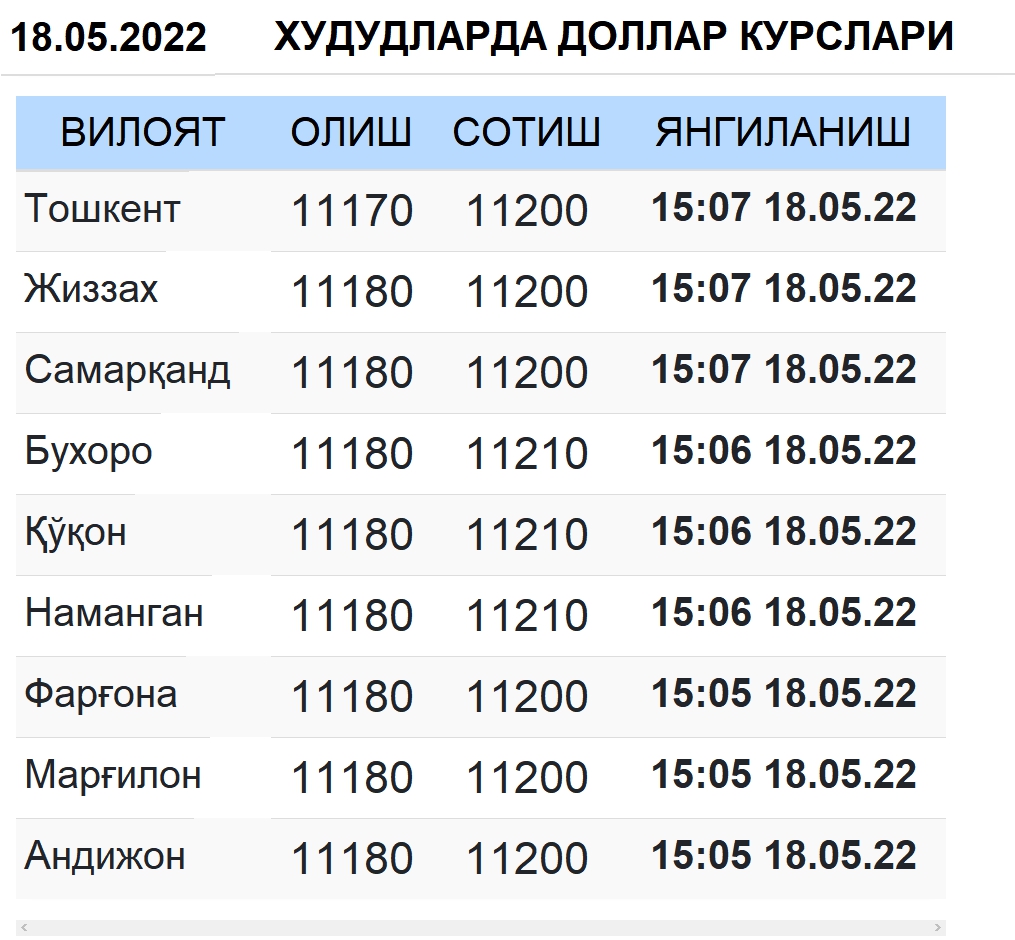 18.05.2022 ХУДУДЛАРДА ДОЛЛАР КУРСЛАРИ
ВИЛОЯТ ОЛИШ СОТИШ ЯНГИЛАНИШ
Тошкент 11170 11200 15:07 18.05.22
Жиззах 11180 11200 15:07 18.05.22
Самарқанд 11180 11200 15:07 18.05.22
Бухоро 11180 11210 15:06 18.05.22
Қўқон 11180 11210 15:06 18.05.22
Наманган 11180 11210 15:06 18.05.22
Фарғона 11180 11200 15:05 18.05.22
Марғилон 11180 11200 15:05 18.05.22
Андижон 11180 11200 15:05 18.05.22